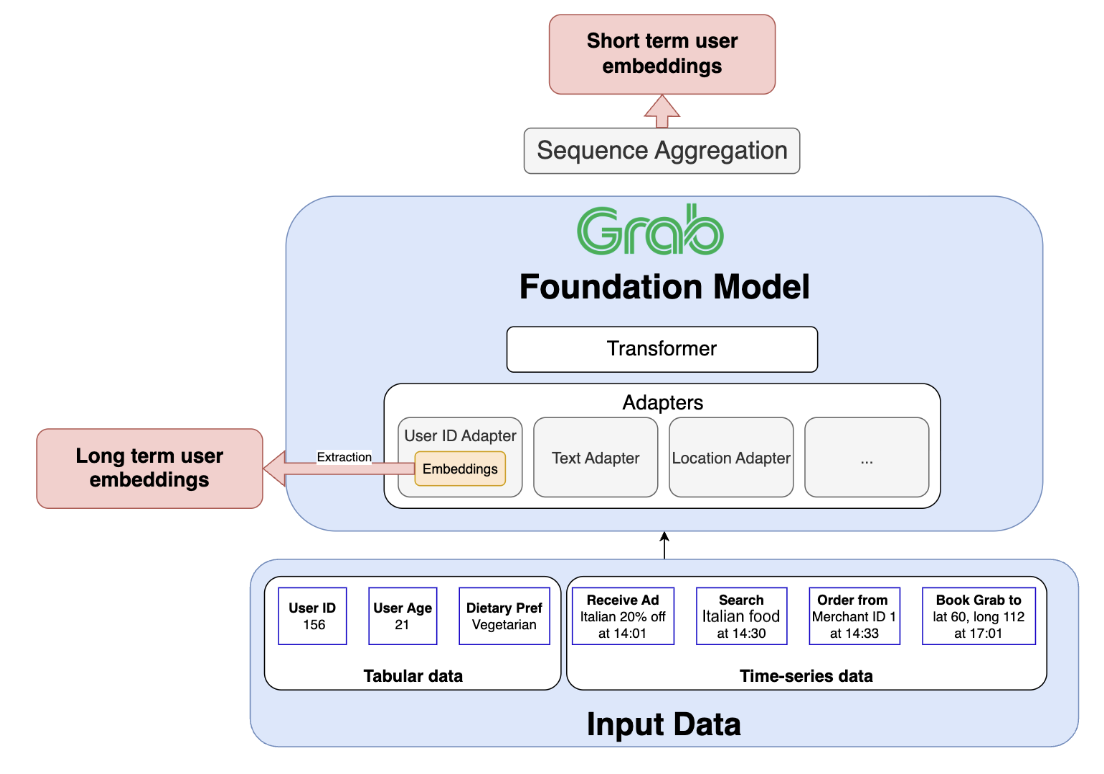 Short term user
embeddings
Sequence Aggregation
Grab
Foundation Model
Transformer
Adapters
User ID Adapter
Embeddings
Text Adapter
Location Adapter
...
Extraction
Long term user
embeddings
User ID
156
User Age
21
Dietary Pref
Vegetarian
Tabular data
Receive Ad
Italian 20% off
at 14:01
Search
Italian food
at 14:30
Order from
Merchant ID 1
at 14:33
Book Grab to
lat 60, long 112
at 17:01
Time-series data
Input Data